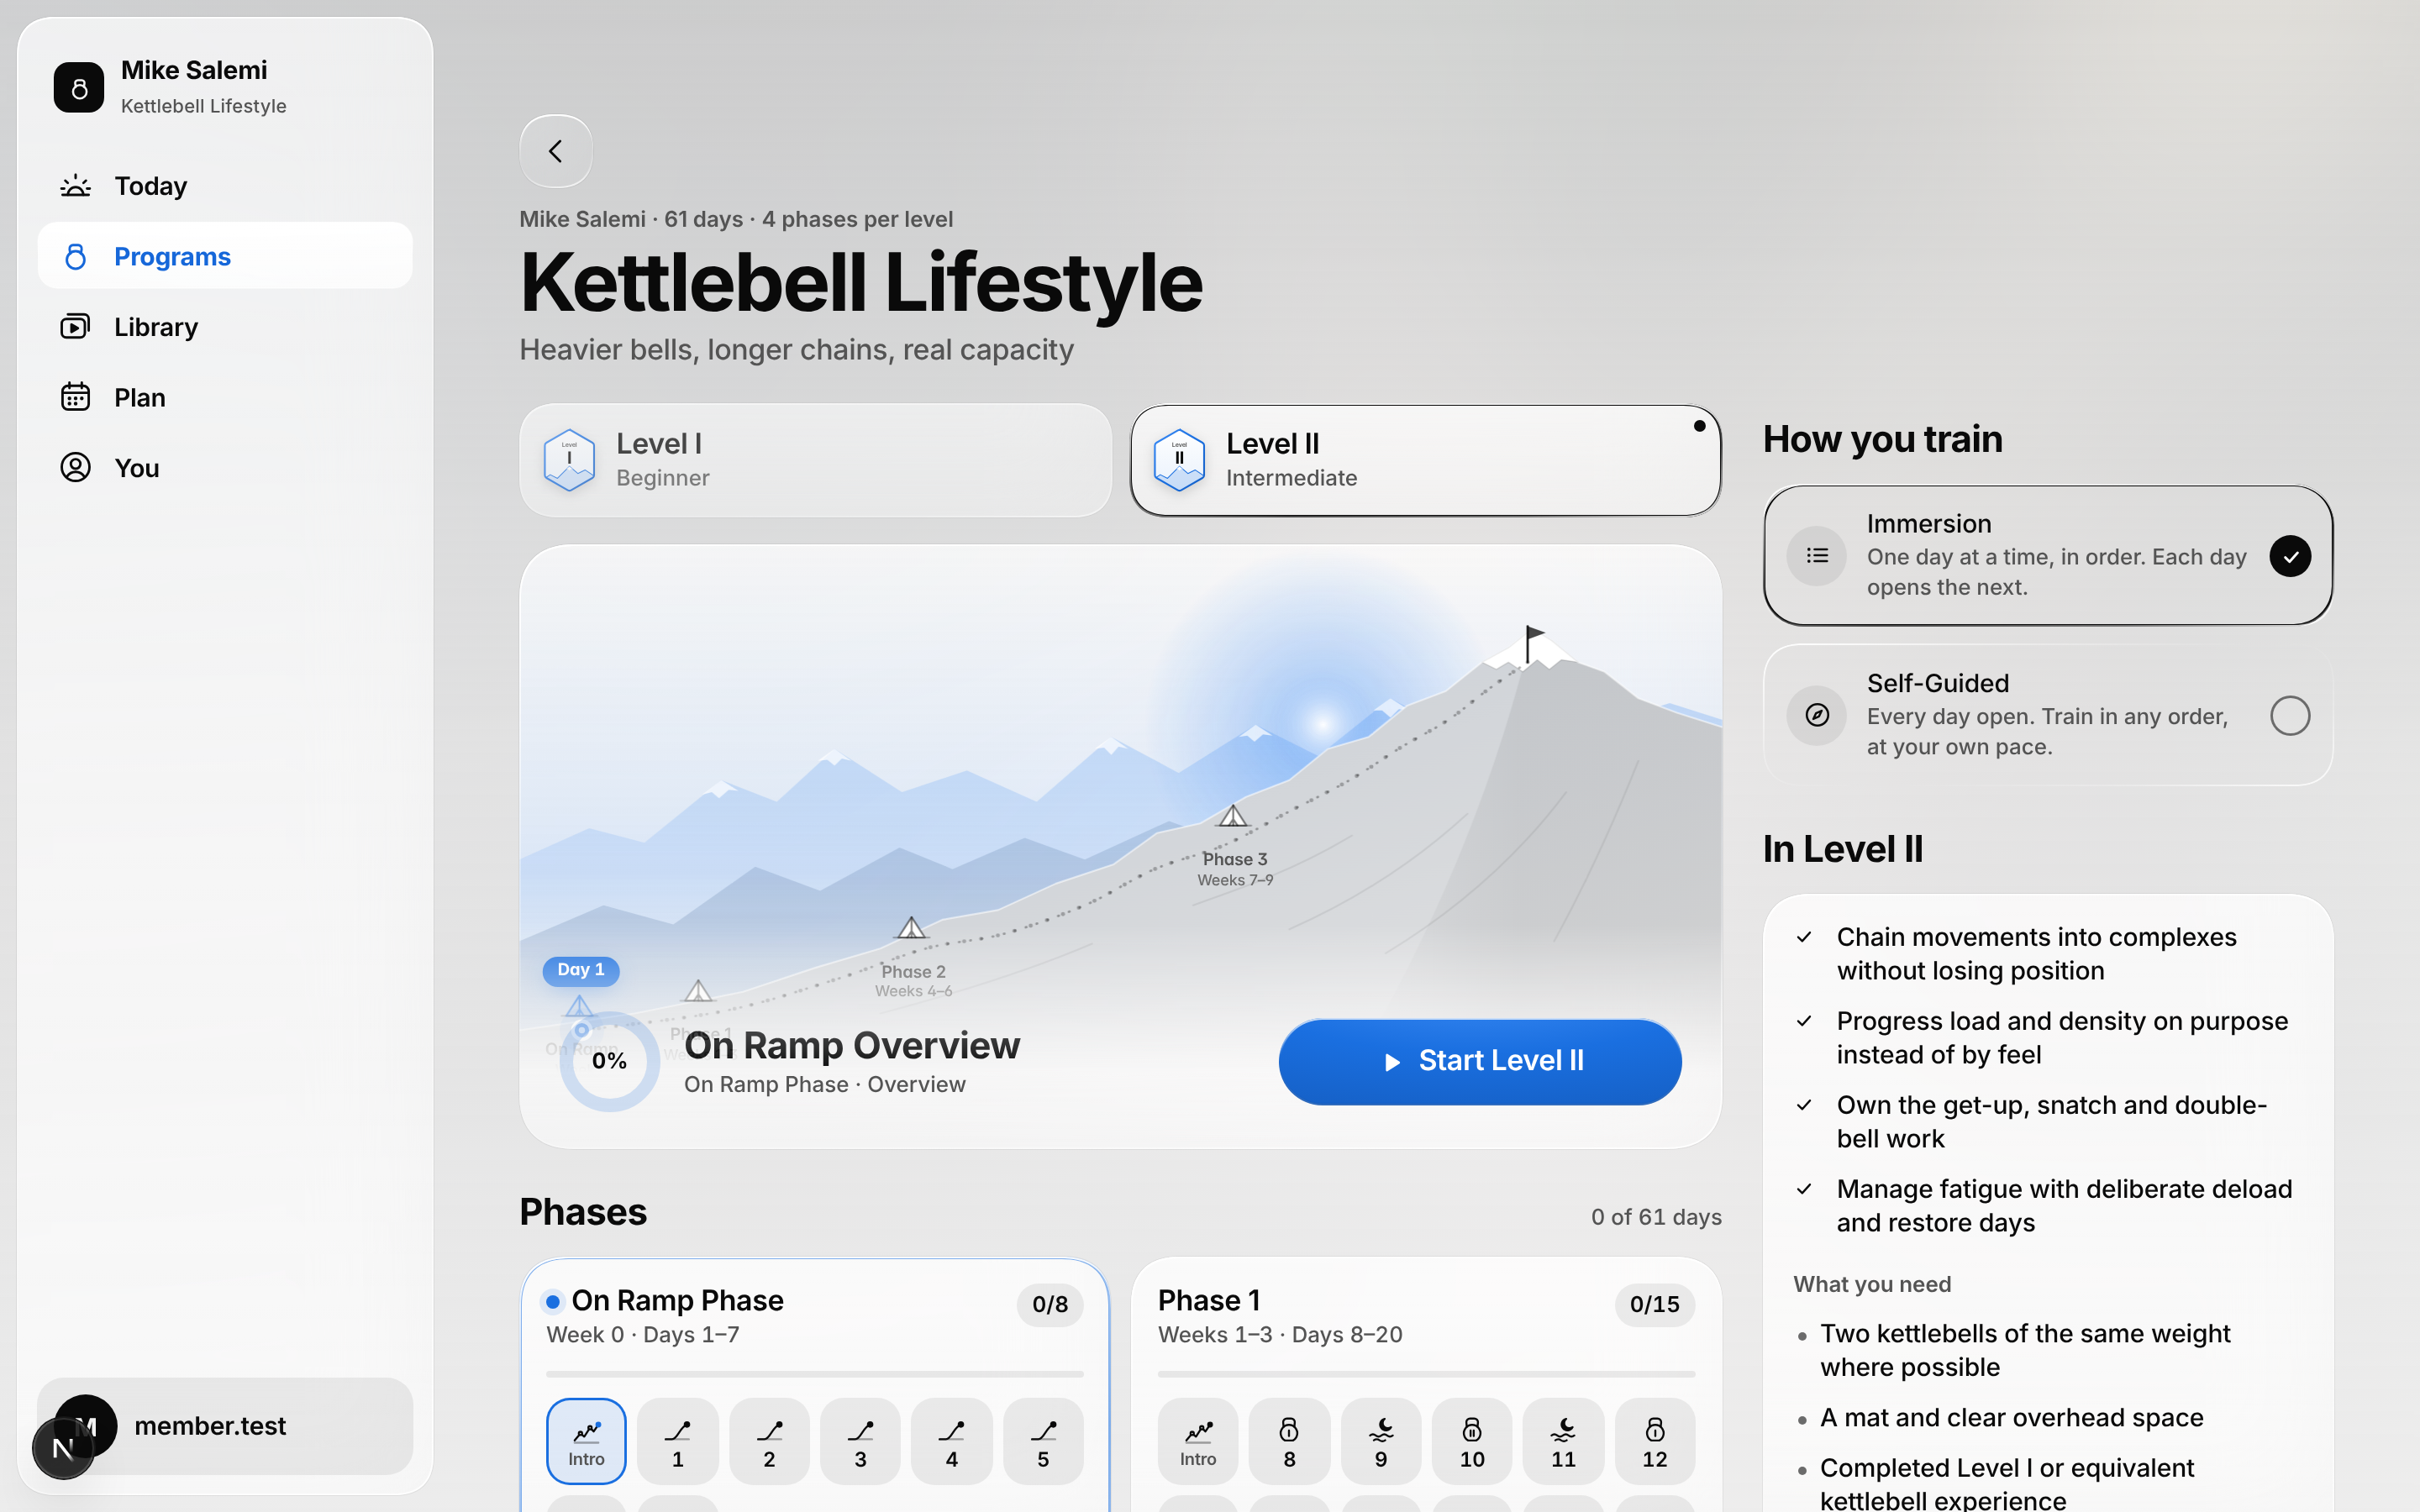 Mike Salemi
Kettlebell Lifestyle
Today
Programs
Library
Plan
You
member.test
M
N
Mike Salemi · 61 days · 4 phases per level
Kettlebell Lifestyle
Heavier bells, longer chains, real capacity
Level
I
Level I
Beginner
Level
II
Level II
Intermediate
Phase 3
Weeks 7–9
Phase 2
Weeks 4–6
Day 1
Phase 1
On Ramp
0%
On Ramp Overview
On Ramp Phase · Overview
Start Level II
Phases
0 of 61 days
On Ramp Phase
0/8
Week 0 · Days 1–7
Intro
1
2
3
4
5
Phase 1
0/15
Weeks 1–3 · Days 8–20
Intro
8
9
10
11
12
How you train
Immersion
One day at a time, in order. Each day
opens the next.
Self-Guided
Every day open. Train in any order,
at your own pace.
In Level II
Chain movements into complexes
without losing position
Progress load and density on purpose
instead of by feel
Own the get-up, snatch and double-
bell work
Manage fatigue with deliberate deload
and restore days
What you need
Two kettlebells of the same weight
where possible
A mat and clear overhead space
Completed Level I or equivalent
kettlebell experience